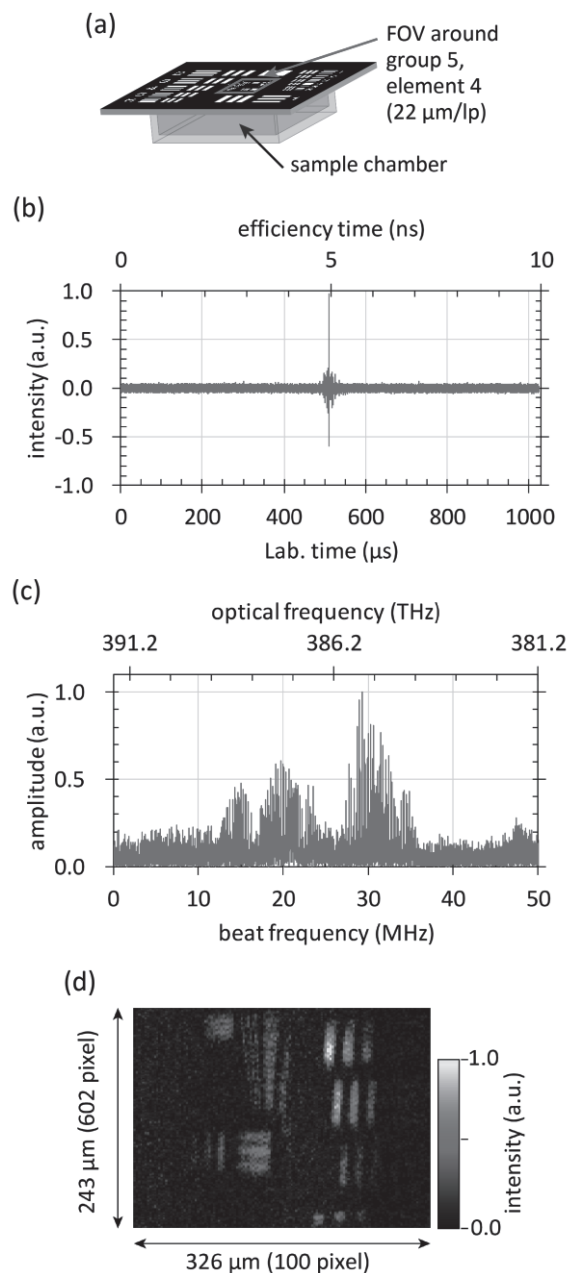 (a)
FOV around
group 5,
element 4
(22 μm/lp)
sample chamber
(b)
efficiency time (ns)
0 5 10
1.0
0.5
0.0
-0.5
-1.0
intensity (a.u.)
0 200 400 600 800 1000
Lab. time (μs)
(c)
optical frequency (THz)
391.2 386.2 381.2
1.0
0.5
0.0
amplitude (a.u.)
0 10 20 30 40 50
beat frequency (MHz)
(d)
243 μm (602 pixel)
1.0
0.0
intensity (a.u.)
326 μm (100 pixel)